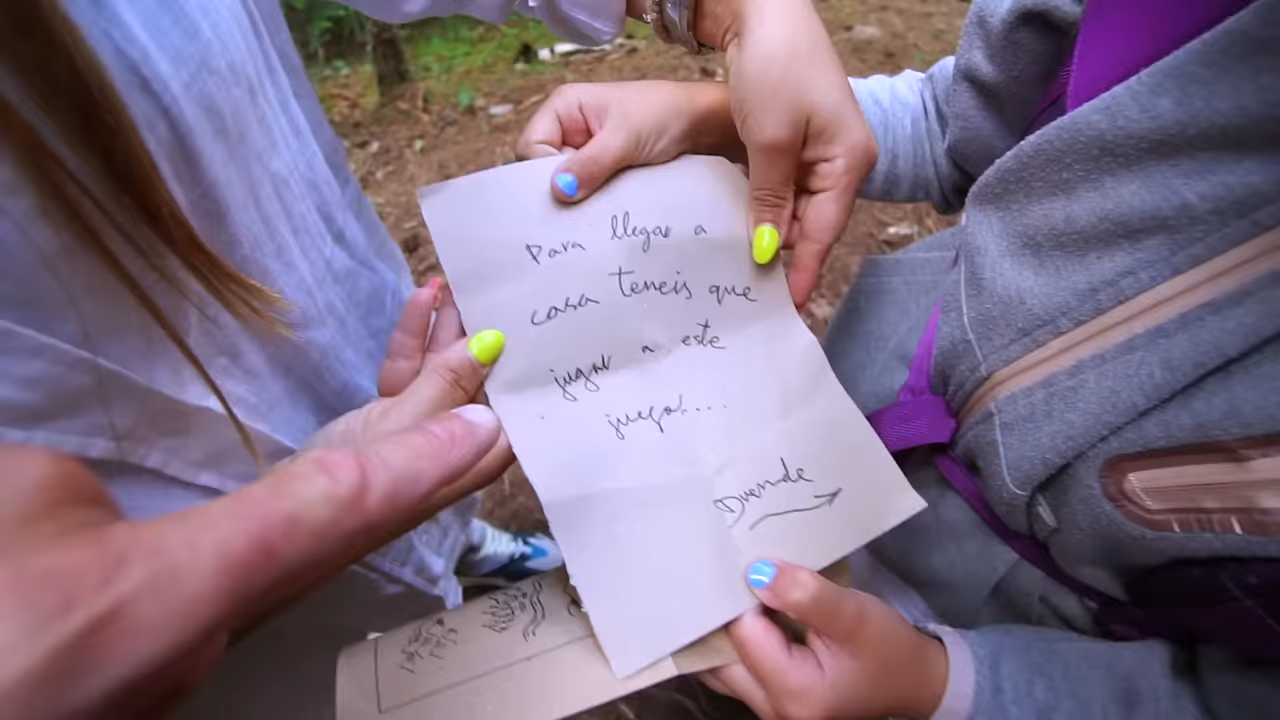 Para llegar a
casa teneis que
jugar a este
juego...
Duende